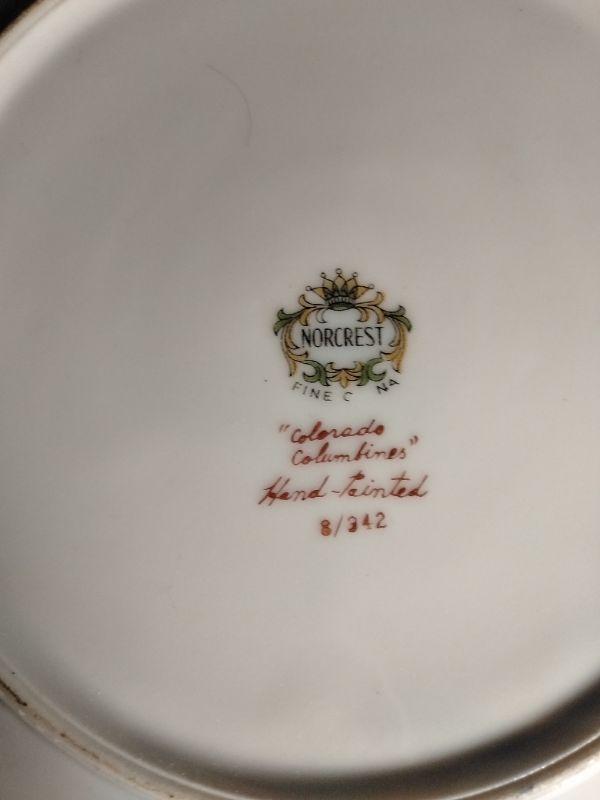 NORCREST
FINE C NA
"Colorado
Columbines"
Hand-Painted
8/342